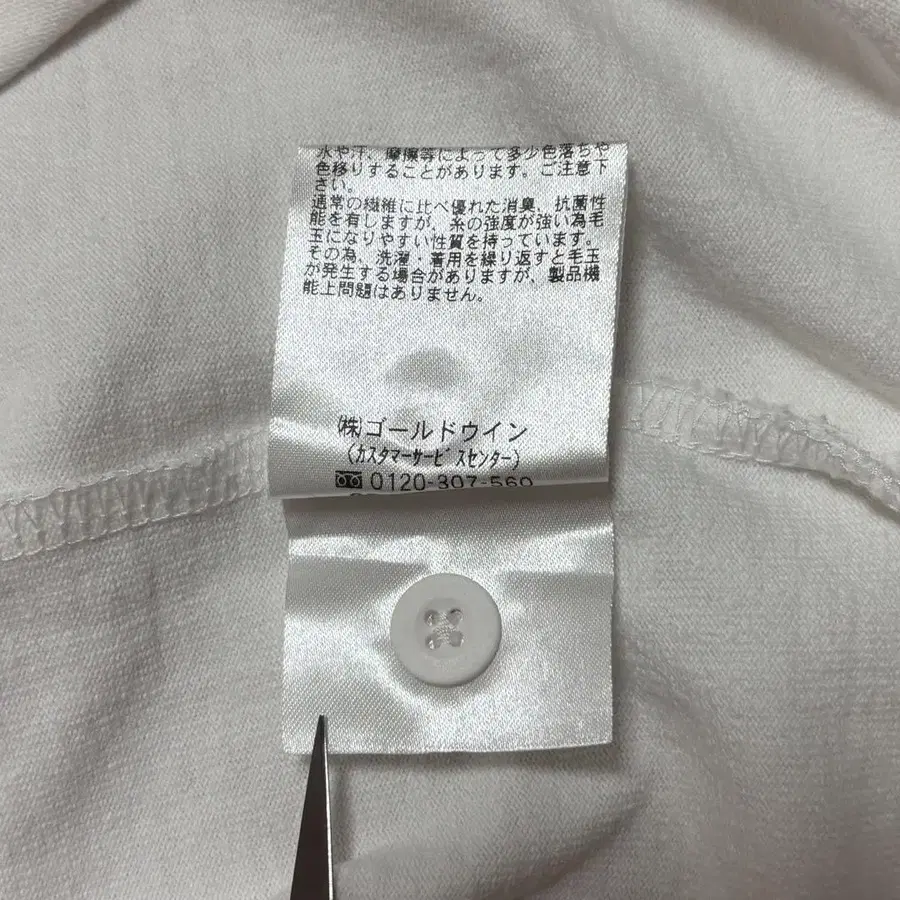 水や汗、摩擦等によって多少色落ちや
色移りすることがあります。ご注意下
さい。
通常の繊維に比べ優れた消臭、抗菌性
能を有しますが、糸の強度が強い為毛
玉になりやすい性質を持っています。
その為、洗濯・着用を繰り返すと毛玉
が発生する場合がありますが、製品機
能上問題はありません。
㈱ゴールドウイン
(カスタマーサービスセンター)
0120-307-560